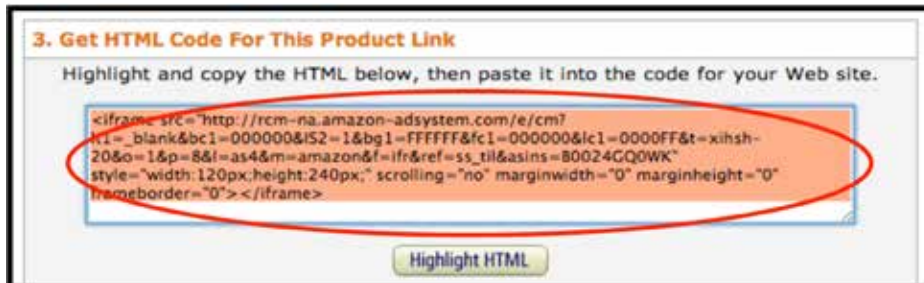 3. Get HTML Code For This Product Link
Highlight and copy the HTML below, then paste it into the code for your Web site.
<iframe src="http://rcm-na.amazon-adsystem.com/e/cm?
lt1=_blank&bc1=000000&IS2=1&bg1=FFFFFF&fc1=000000&lc1=0000FF&t=xihsh-
20&o=1&p=8&l=as4&m=amazon&f=ifr&ref=ss_til&asins=B0024GQ0WK"
style="width:120px;height:240px;" scrolling="no" marginwidth="0" marginheight="0"
frameborder="0"></iframe>
Highlight HTML